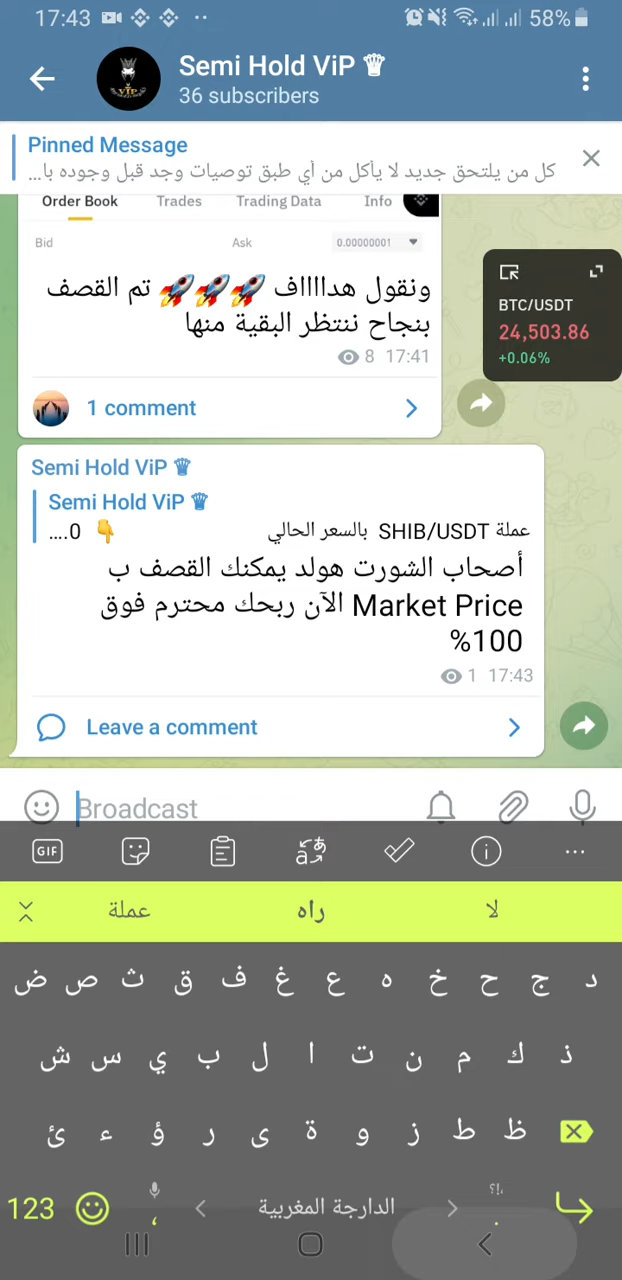 17:43
58%
Semi Hold ViP ♕
36 subscribers
Pinned Message
كل من يلتحق جديد لا يأكل من أي طبق توصيات وجد قبل وجوده با...
Order Book Trades Trading Data Info
Bid Ask 0.00000001
ونقول هدااااف 🚀🚀🚀 تم القصف
بنجاح ننتظر البقية منها
8 17:41
1 comment
BTC/USDT
24,503.86
+0.06%
Semi Hold ViP ♕
Semi Hold ViP ♕
عملة SHIB/USDT بالسعر الحالي 👇 0....
أصحاب الشورت هولد يمكنك القصف ب
Market Price الآن ربحك محترم فوق
100%
1 17:43
Leave a comment
Broadcast
GIF
عملة راه لا
ض ص ث ق ف غ ع ه خ ح ج د
ش س ي ب ل ا ت ن م ك ذ
ئ ء ؤ ر ى ة و ز ط ظ
123 ، الدارجة المغربية . !؟